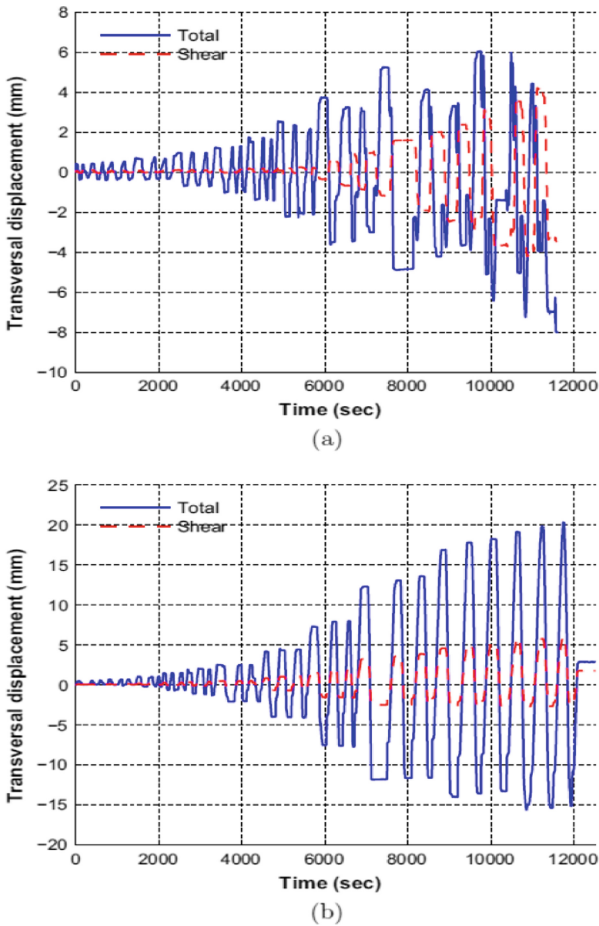 8
6
4
2
0
−2
−4
−6
−8
−10
Transversal displacement (mm)
Total
Shear
0 2000 4000 6000 8000 10000 12000
Time (sec)
(a)
25
20
15
10
5
0
−5
−10
−15
−20
Transversal displacement (mm)
Total
Shear
0 2000 4000 6000 8000 10000 12000
Time (sec)
(b)